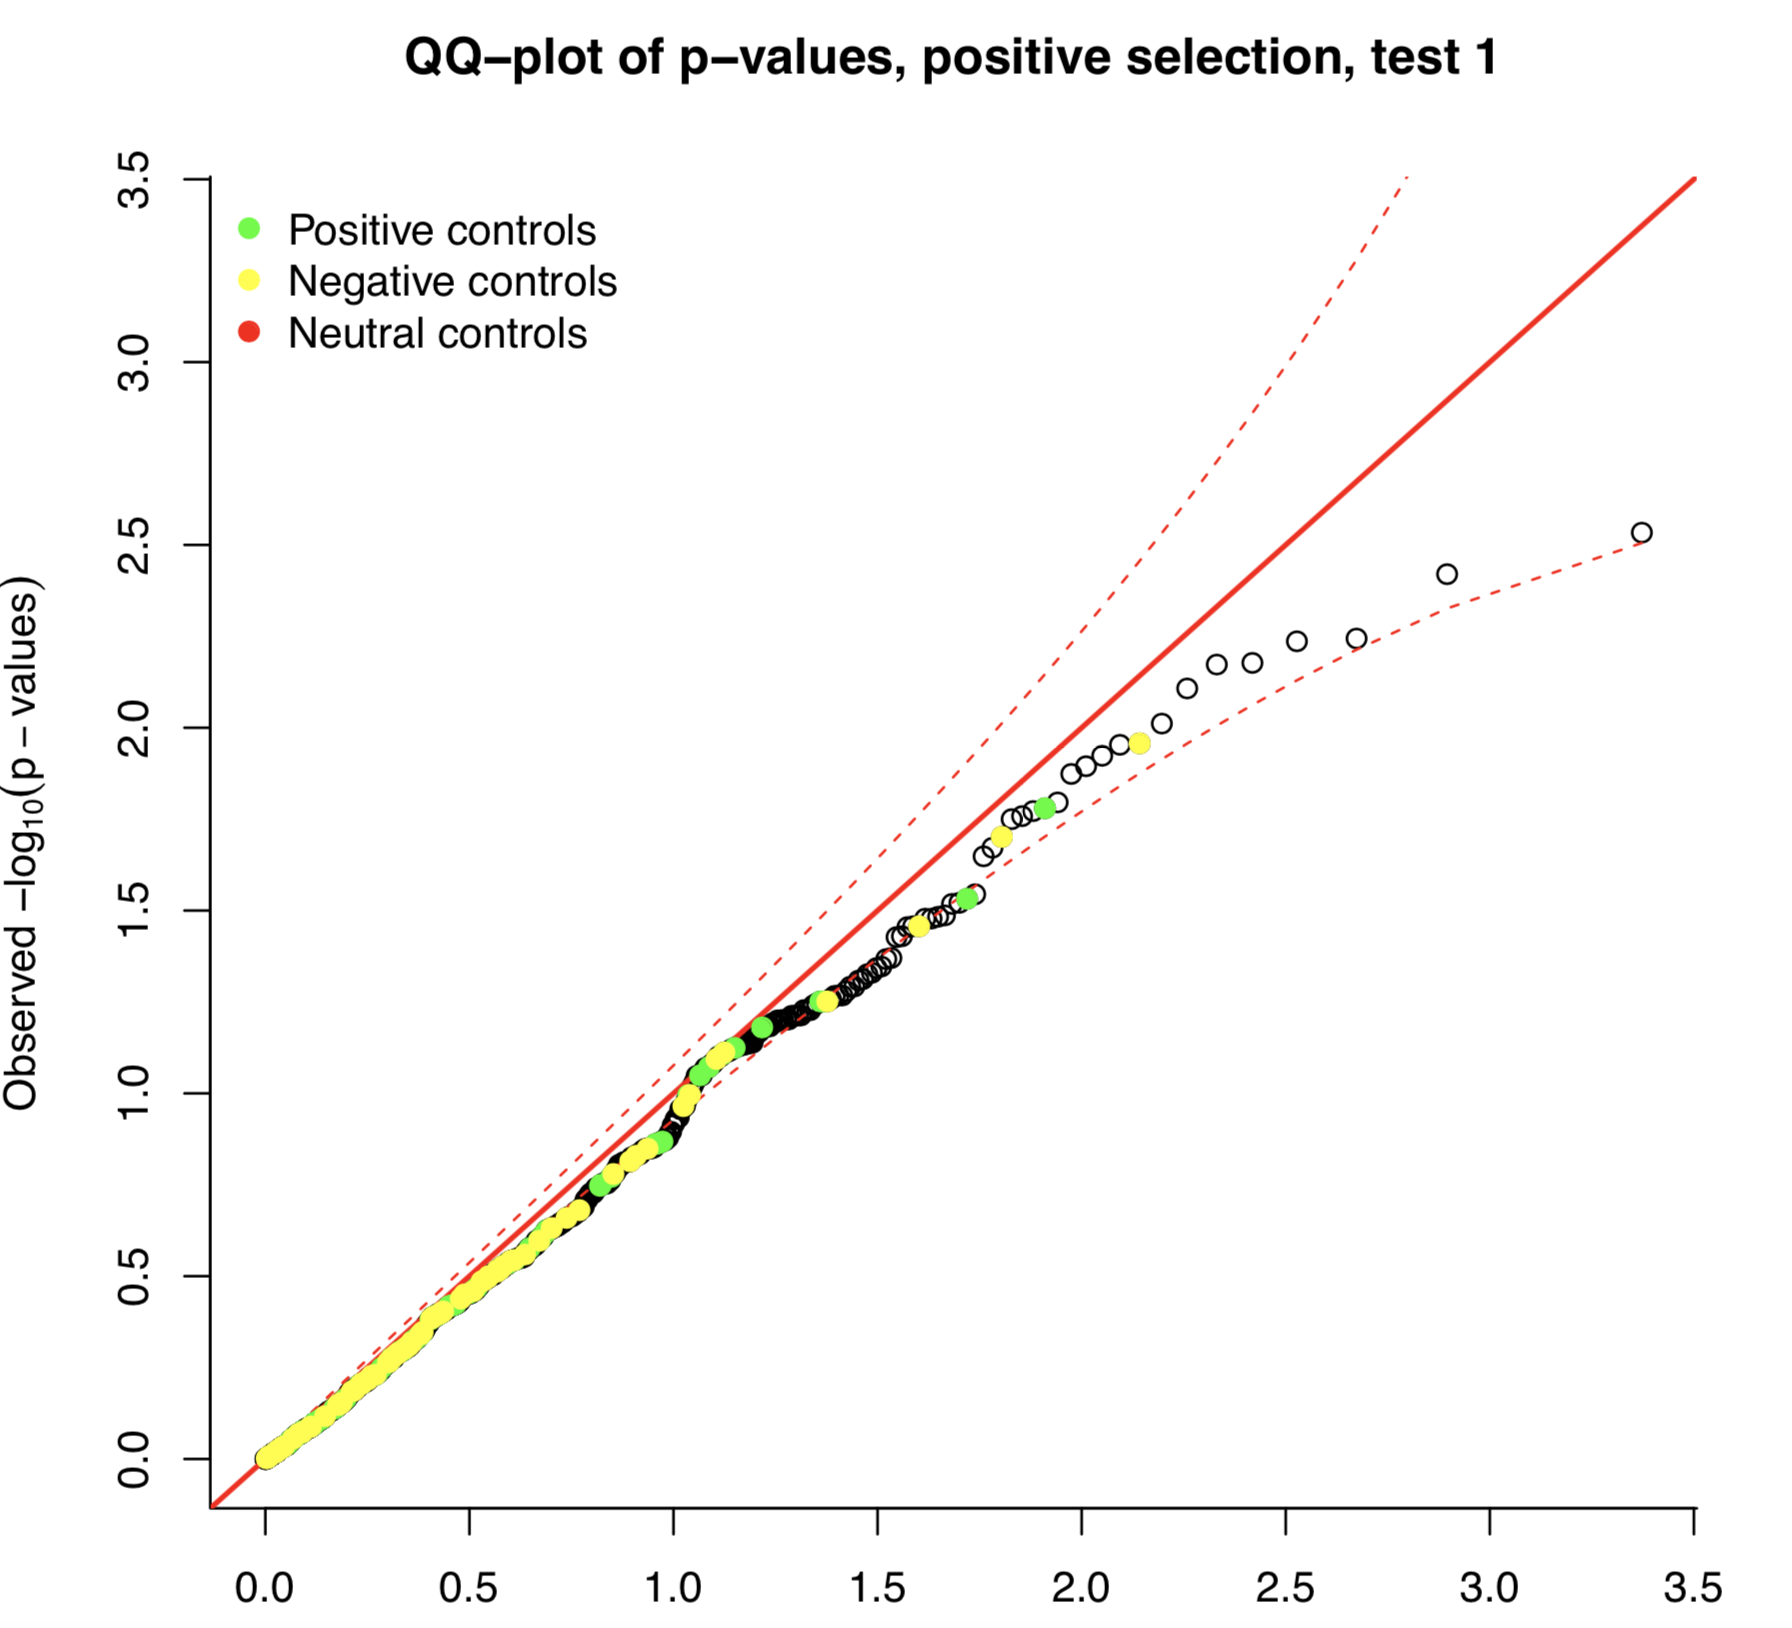 QQ–plot of p–values, positive selection, test 1
3.5
Positive controls
Negative controls
Neutral controls
3.0
2.5
2.0
1.5
1.0
0.5
0.0
Observed –log10(p – values)
0.0 0.5 1.0 1.5 2.0 2.5 3.0 3.5